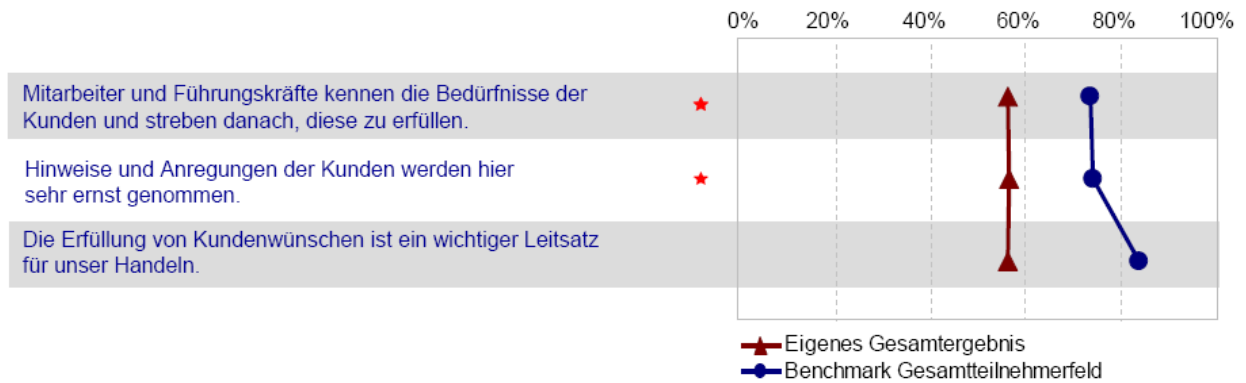 0% 20% 40% 60% 80% 100%
Mitarbeiter und Führungskräfte kennen die Bedürfnisse der
Kunden und streben danach, diese zu erfüllen.
Hinweise und Anregungen der Kunden werden hier
sehr ernst genommen.
Die Erfüllung von Kundenwünschen ist ein wichtiger Leitsatz
für unser Handeln.
Eigenes Gesamtergebnis
Benchmark Gesamtteilnehmerfeld